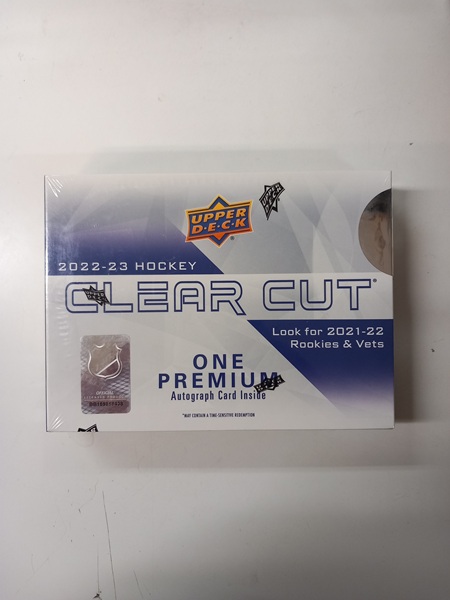 UPPER
D·E·C·K
2022-23 HOCKEY
CLEAR CUT®
Look for 2021-22
Rookies & Vets
ONE
PREMIUM
Autograph Card Inside
*MAY CONTAIN A TIME-SENSITIVE REDEMPTION
OFFICIAL